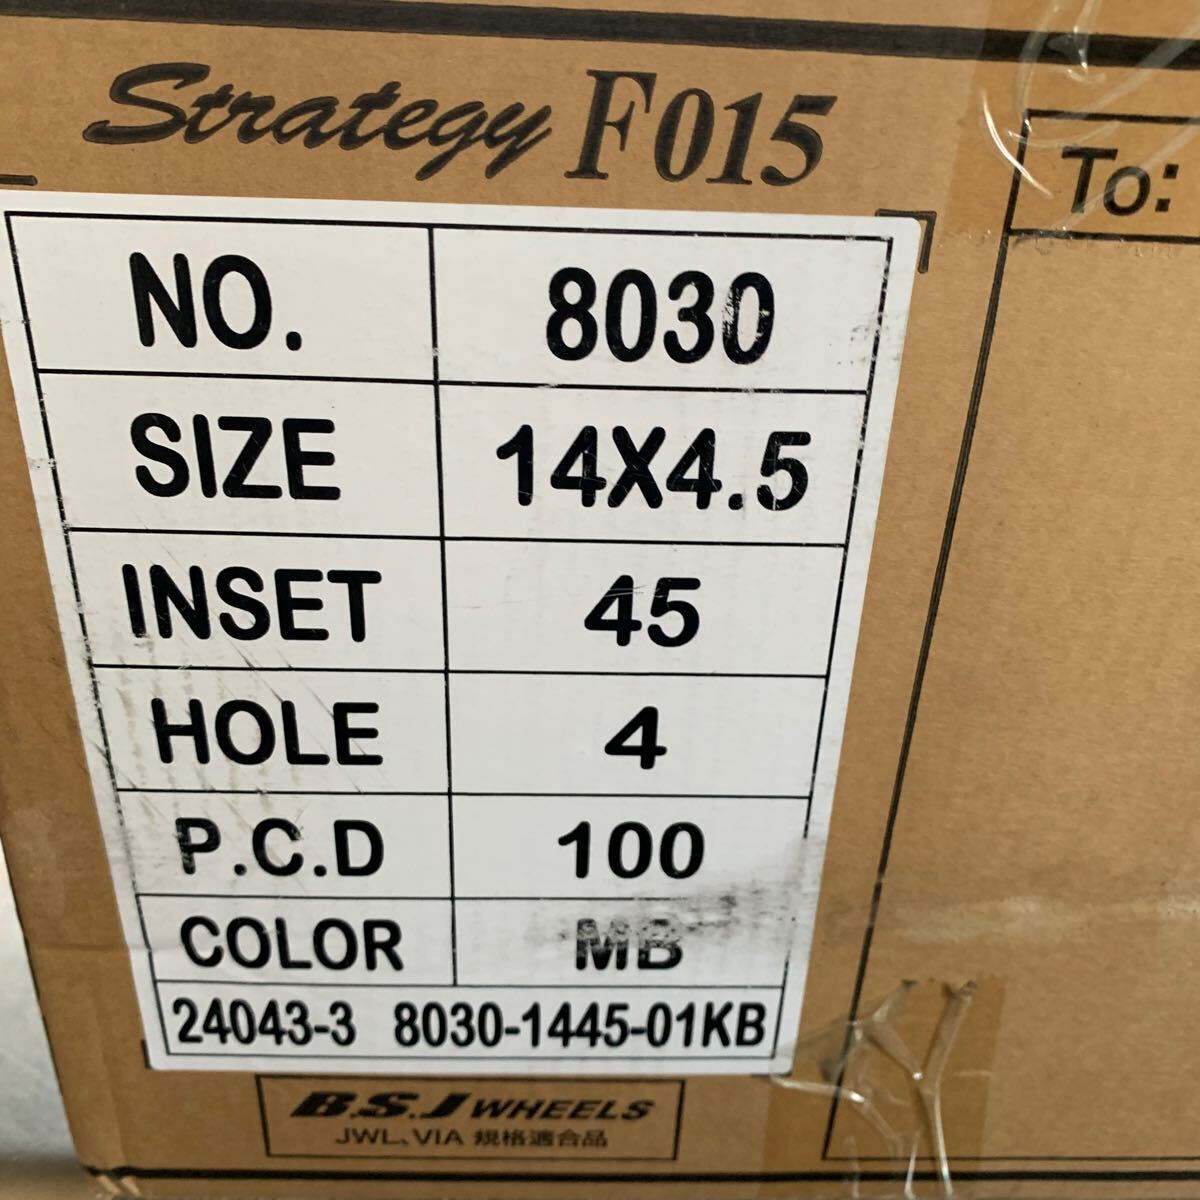 Strategy F015
To:
NO. 8030
SIZE 14X4.5
INSET 45
HOLE 4
P.C.D 100
COLOR MB
24043-3 8030-1445-01KB
B.S.J WHEELS
JWL、VIA 規格適合品